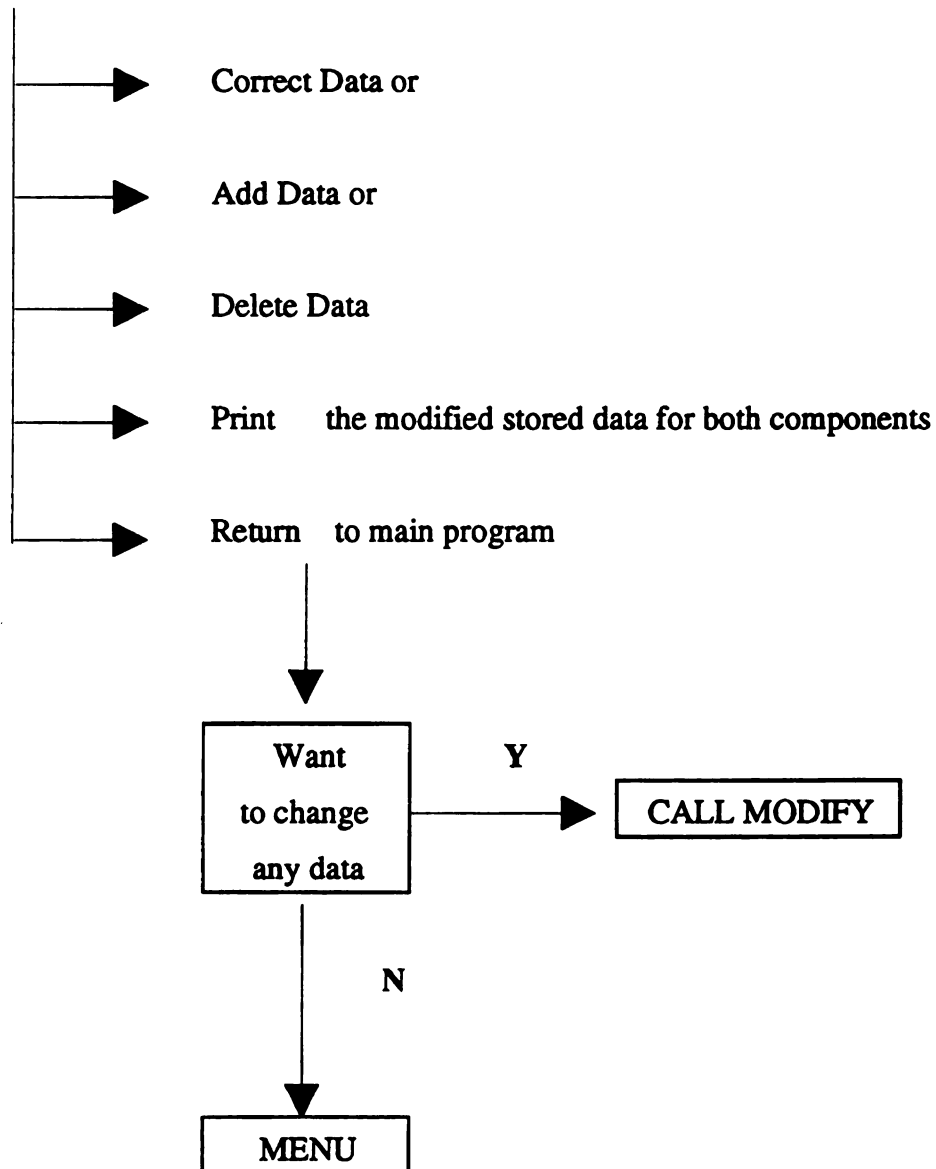 Correct Data or
Add Data or
Delete Data
Print the modified stored data for both components
Return to main program
Want
to change
any data
Y
CALL MODIFY
N
MENU